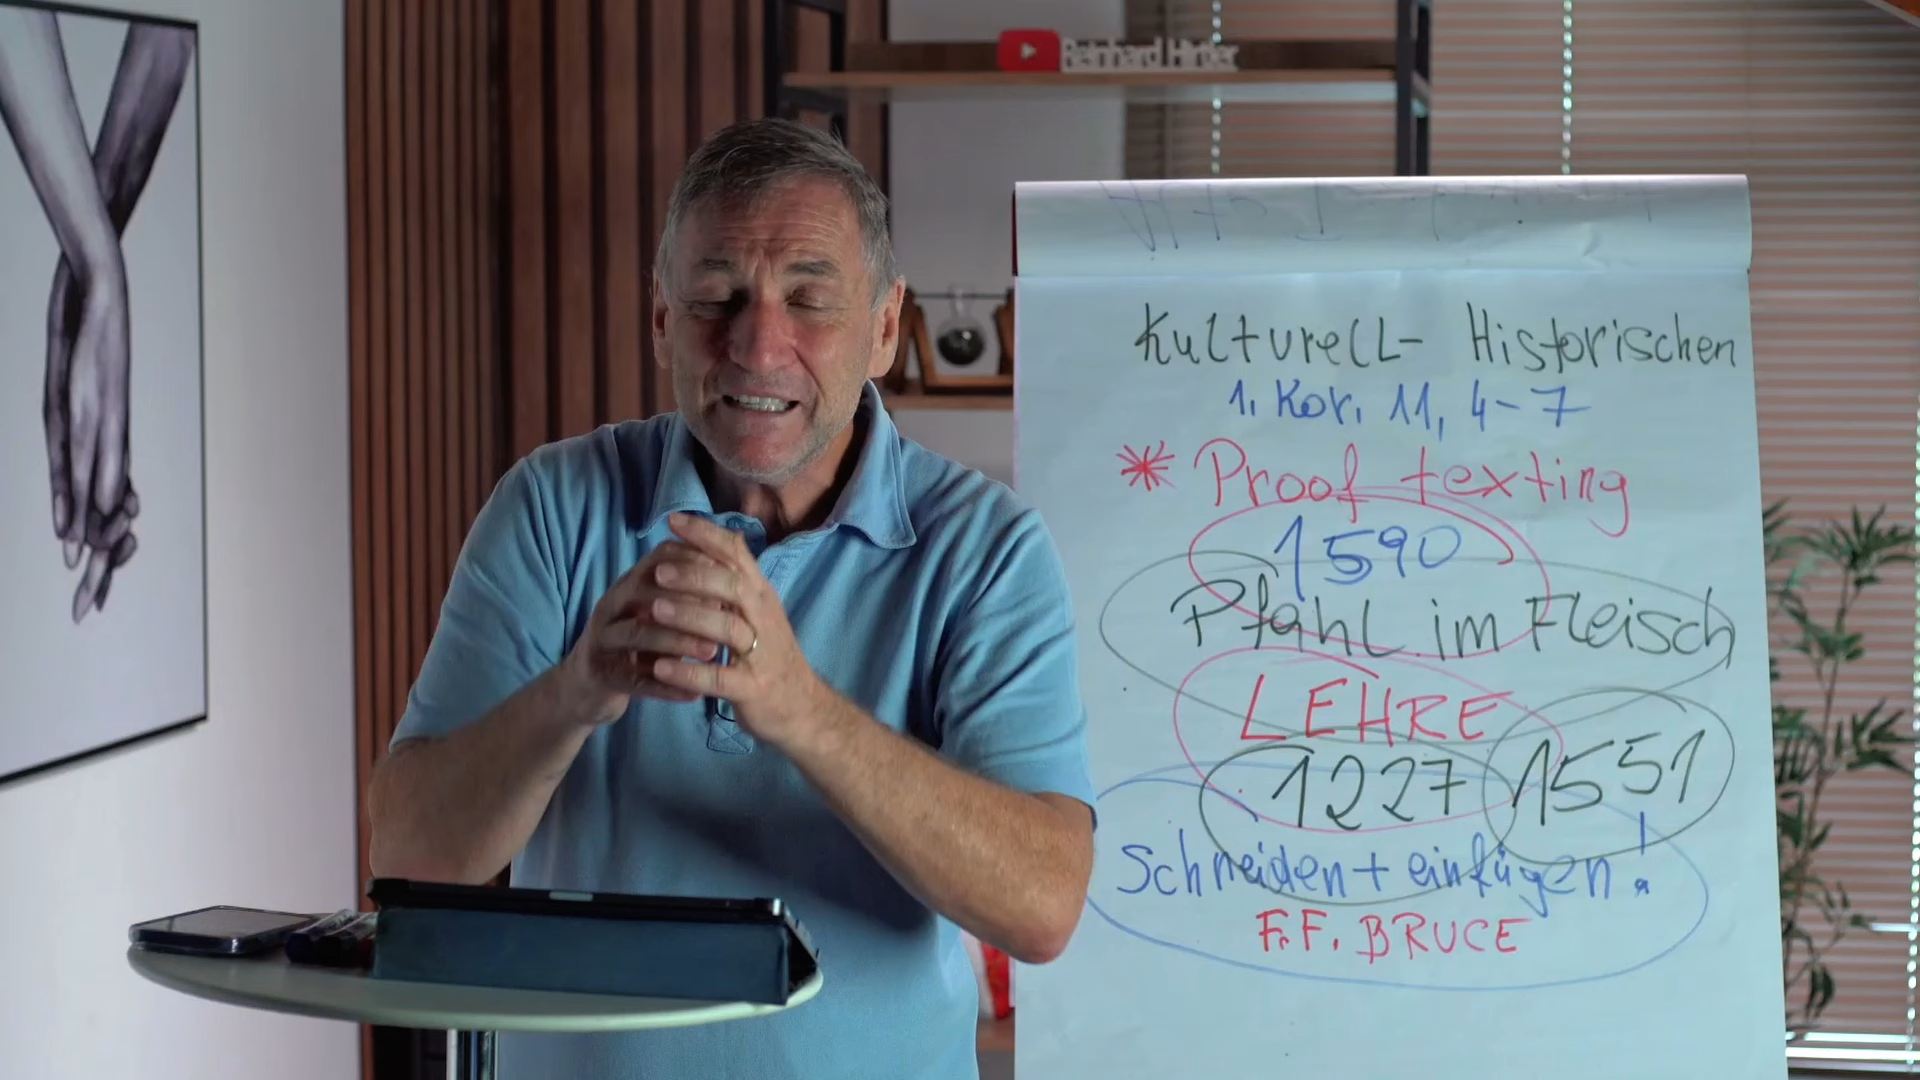 Reinhard Hirtler
Kulturell- Historischen
1. Kor. 11, 4-7
* Proof texting
1590
Pfahl im Fleisch
LEHRE
1227 1551
Schneiden + einfügen!
F.F. BRUCE